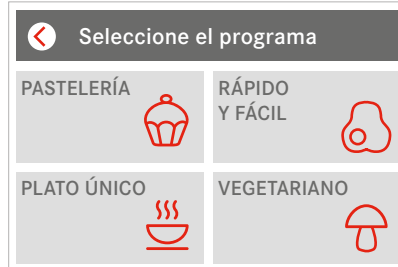 Seleccione el programa
PASTELERÍA
RÁPIDO
Y FÁCIL
PLATO ÚNICO
VEGETARIANO